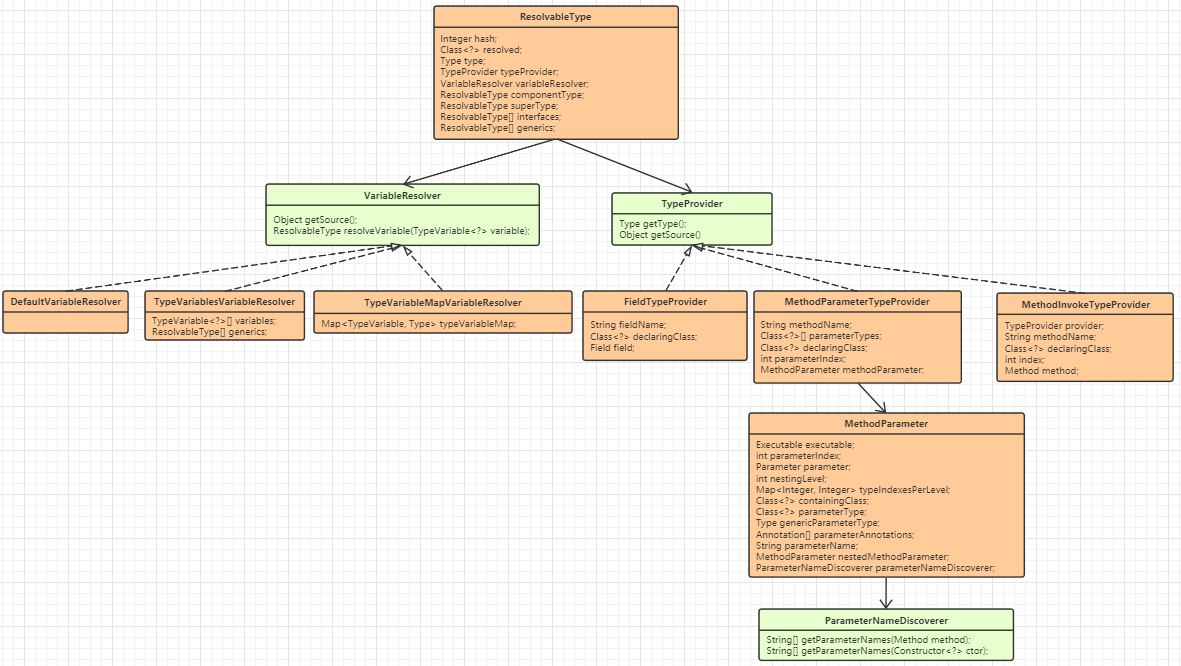 ResolvableType
Integer hash;
Class<?> resolved;
Type type;
TypeProvider typeProvider;
VariableResolver variableResolver;
ResolvableType componentType;
ResolvableType superType;
ResolvableType[] interfaces;
ResolvableType[] generics;
VariableResolver
Object getSource();
ResolvableType resolveVariable(TypeVariable<?> variable);
TypeProvider
Type getType();
Object getSource()
DefaultVariableResolver
TypeVariablesVariableResolver
TypeVariable<?>[] variables;
ResolvableType[] generics;
TypeVariableMapVariableResolver
Map<TypeVariable, Type> typeVariableMap;
FieldTypeProvider
String fieldName;
Class<?> declaringClass;
Field field;
MethodParameterTypeProvider
String methodName;
Class<?>[] parameterTypes;
Class<?> declaringClass;
int parameterIndex;
MethodParameter methodParameter;
MethodInvokeTypeProvider
TypeProvider provider;
String methodName;
Class<?> declaringClass;
int index;
Method method;
MethodParameter
Executable executable;
int parameterIndex;
Parameter parameter;
int nestingLevel;
Map<Integer, Integer> typeIndexesPerLevel;
Class<?> containingClass;
Class<?> parameterType;
Type genericParameterType;
Annotation[] parameterAnnotations;
String parameterName;
MethodParameter nestedMethodParameter;
ParameterNameDiscoverer parameterNameDiscoverer;
ParameterNameDiscoverer
String[] getParameterNames(Method method);
String[] getParameterNames(Constructor<?> ctor);